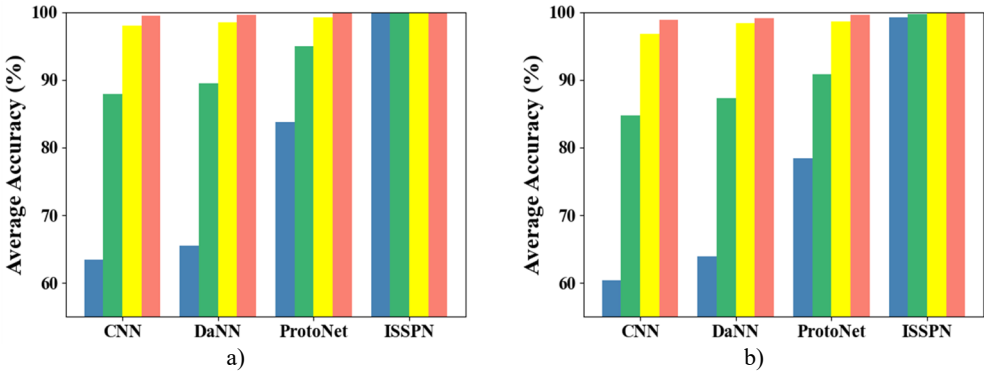 Average Accuracy (%)
100
90
80
70
60
CNN DaNN ProtoNet ISSPN
a)
Average Accuracy (%)
100
90
80
70
60
CNN DaNN ProtoNet ISSPN
b)